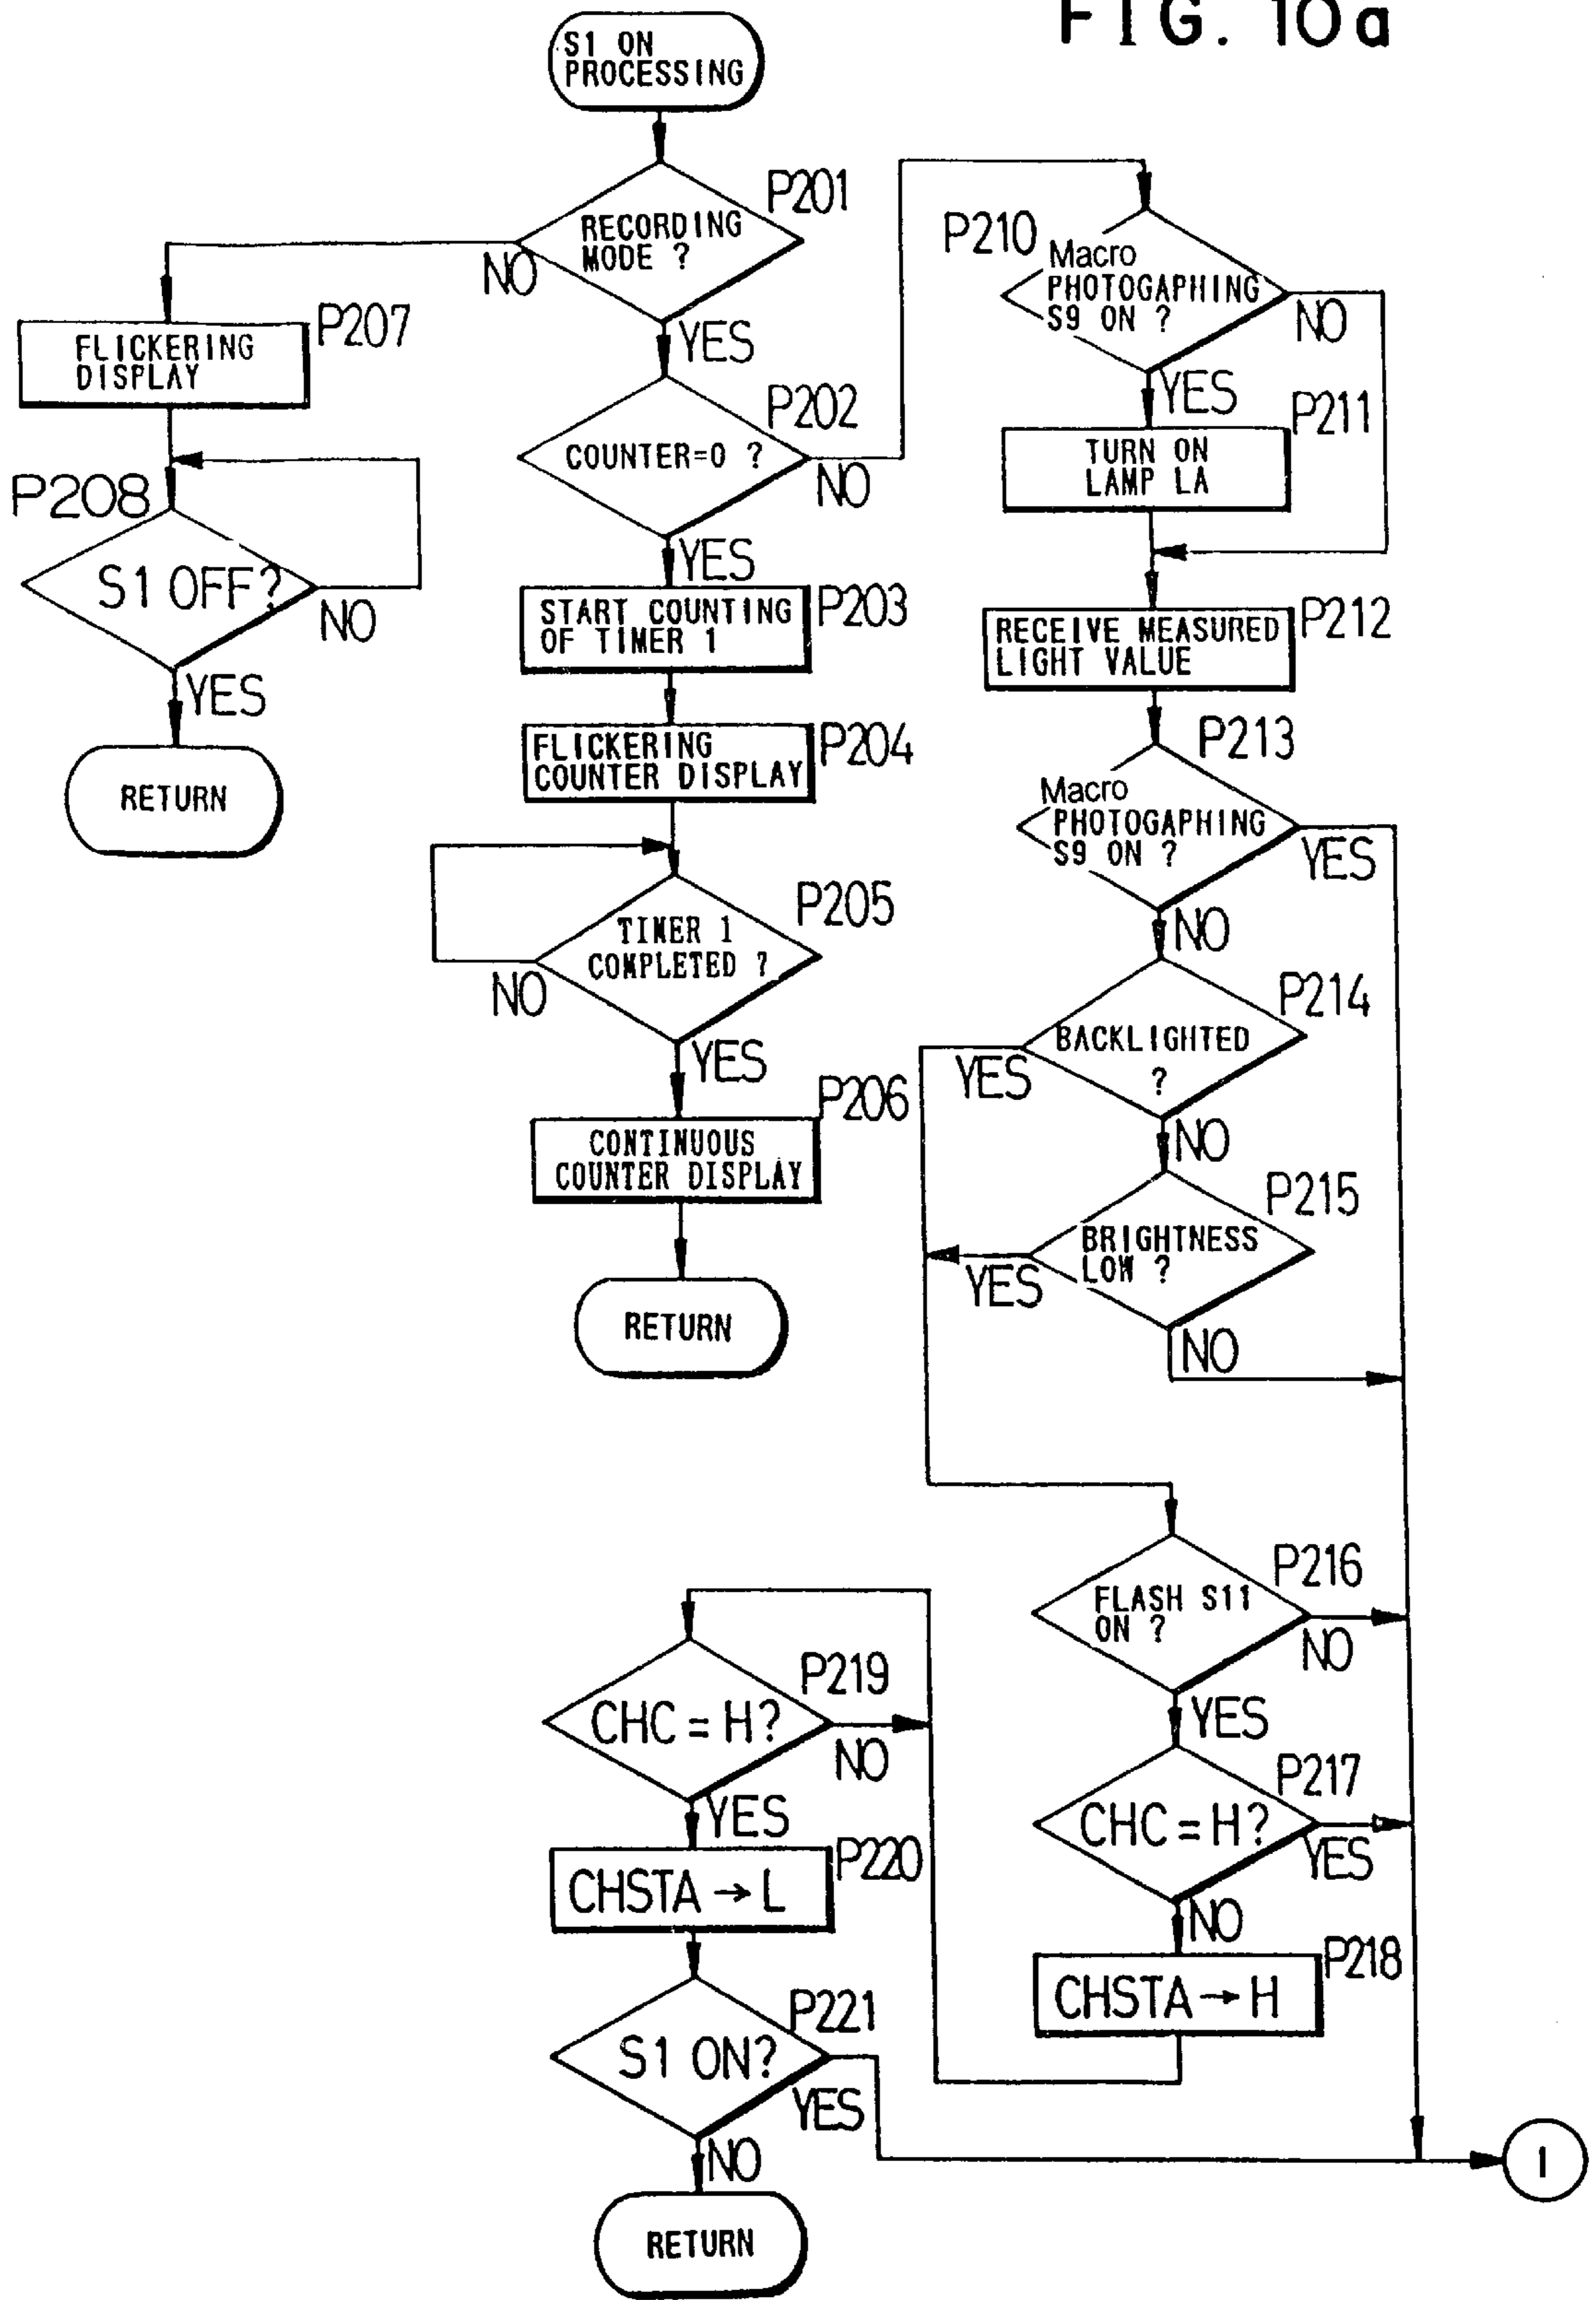 FIG. 10a
S1 ON
PROCESSING
P201
RECORDING
MODE ?
NO
YES
P207
FLICKERING
DISPLAY
P208
S1 OFF?
NO
YES
RETURN
P202
COUNTER=0 ?
NO
YES
P203
START COUNTING
OF TIMER 1
P204
FLICKERING
COUNTER DISPLAY
P205
TIMER 1
COMPLETED ?
NO
YES
P206
CONTINUOUS
COUNTER DISPLAY
RETURN
P210
Macro
PHOTOGAPHING
S9 ON ?
NO
YES
P211
TURN ON
LAMP LA
P212
RECEIVE MEASURED
LIGHT VALUE
P213
Macro
PHOTOGAPHING
S9 ON ?
YES
NO
P214
BACKLIGHTED
?
YES
NO
P215
BRIGHTNESS
LOW ?
YES
NO
P216
FLASH S11
ON ?
NO
YES
P217
CHC = H?
YES
NO
P218
CHSTA → H
P219
CHC = H?
NO
YES
P220
CHSTA → L
P221
S1 ON?
YES
NO
RETURN
1